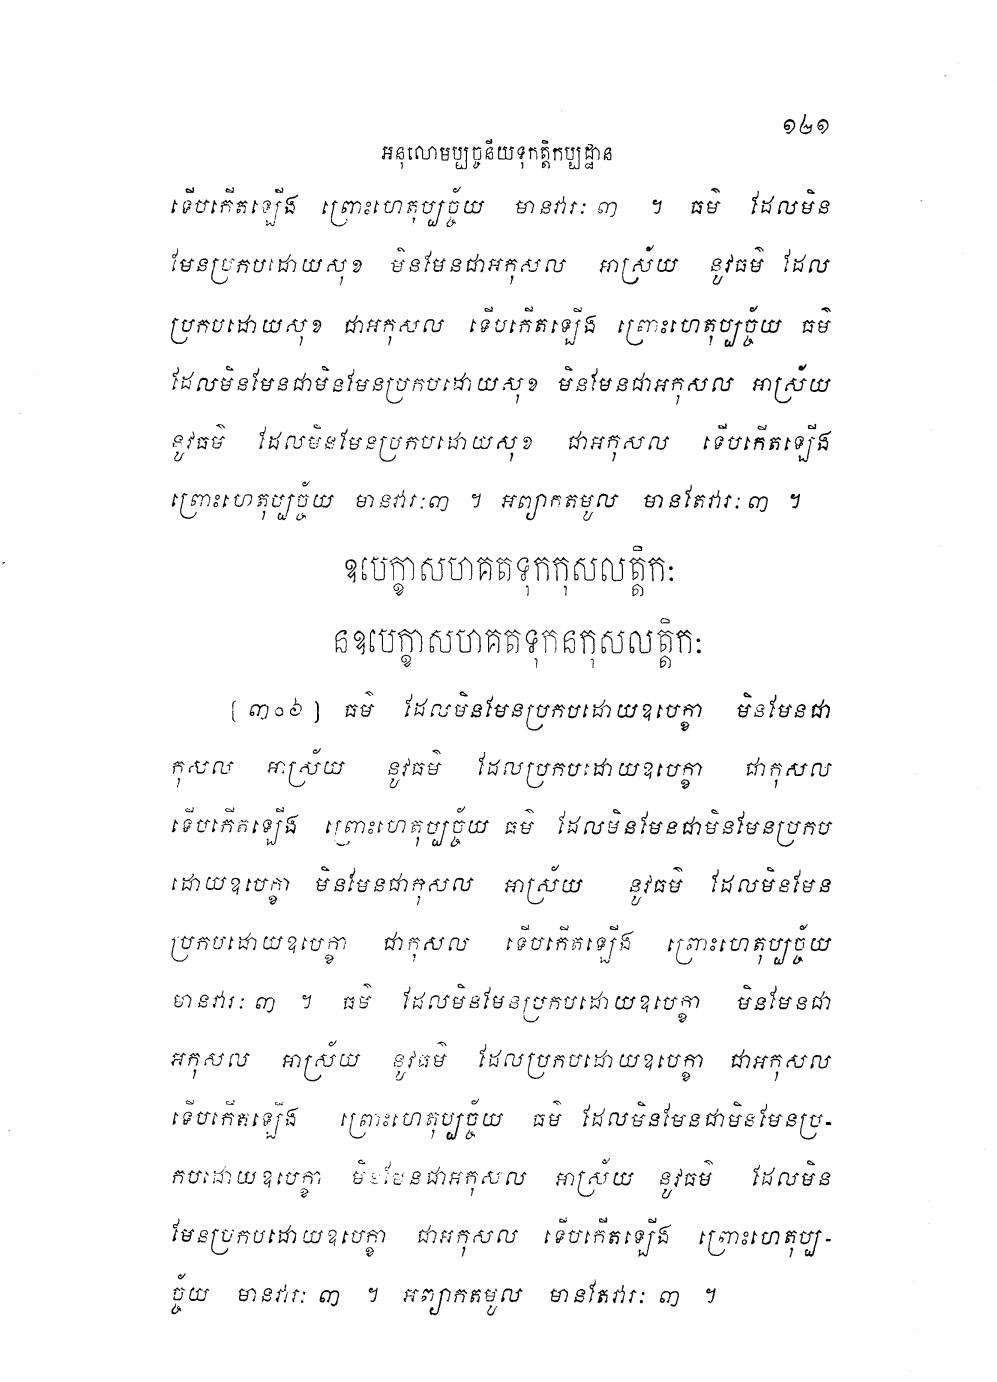 ១២១
អនុលោមប្បច្ចនីយទុកត្តិកប្បដ្ឋាន
ទើបកើតឡើង ព្រោះហេតុប្បច្ច័យ មានវារៈ ៣ ។ ធម៌ ដែលមិន
មែនប្រកបដោយសុខ មិនមែនជាអកុសល អាស្រ័យ នូវធម៌ ដែល
ប្រកបដោយសុខ ជាអកុសល ទើបកើតឡើង ព្រោះហេតុប្បច្ច័យ ធម៌
ដែលមិនមែនជាមិនមែនប្រកបដោយសុខ មិនមែនជាអកុសល អាស្រ័យ
នូវធម៌ ដែលមិនមែនប្រកបដោយសុខ ជាអកុសល ទើបកើតឡើង
ព្រោះហេតុប្បច្ច័យ មានវារៈ៣ ។ អព្យាកតមូល មានតែវារៈ ៣ ។
ឧបេក្ខាសហគតទុកកុសលត្តិកៈ
នឧបេក្ខាសហគតទុកនកុសលត្តិកៈ
[ ៣០៦ ] ធម៌ ដែលមិនមែនប្រកបដោយឧបេក្ខា មិនមែនជា
កុសល អាស្រ័យ នូវធម៌ ដែលប្រកបដោយឧបេក្ខា ជាកុសល
ទើបកើតឡើង ព្រោះហេតុប្បច្ច័យ ធម៌ ដែលមិនមែនជាមិនមែនប្រកប
ដោយឧបេក្ខា មិនមែនជាកុសល អាស្រ័យ នូវធម៌ ដែលមិនមែន
ប្រកបដោយឧបេក្ខា ជាកុសល ទើបកើតឡើង ព្រោះហេតុប្បច្ច័យ
មានវារៈ ៣ ។ ធម៌ ដែលមិនមែនប្រកបដោយឧបេក្ខា មិនមែនជា
អកុសល អាស្រ័យ នូវធម៌ ដែលប្រកបដោយឧបេក្ខា ជាអកុសល
ទើបកើតឡើង ព្រោះហេតុប្បច្ច័យ ធម៌ ដែលមិនមែនជាមិនមែនប្រ-
កបដោយឧបេក្ខា មិនមែនជាអកុសល អាស្រ័យ នូវធម៌ ដែលមិន
មែនប្រកបដោយឧបេក្ខា ជាអកុសល ទើបកើតឡើង ព្រោះហេតុប្ប-
ច្ច័យ មានវារៈ ៣ ។ អព្យាកតមូល មានតែវារៈ ៣ ។